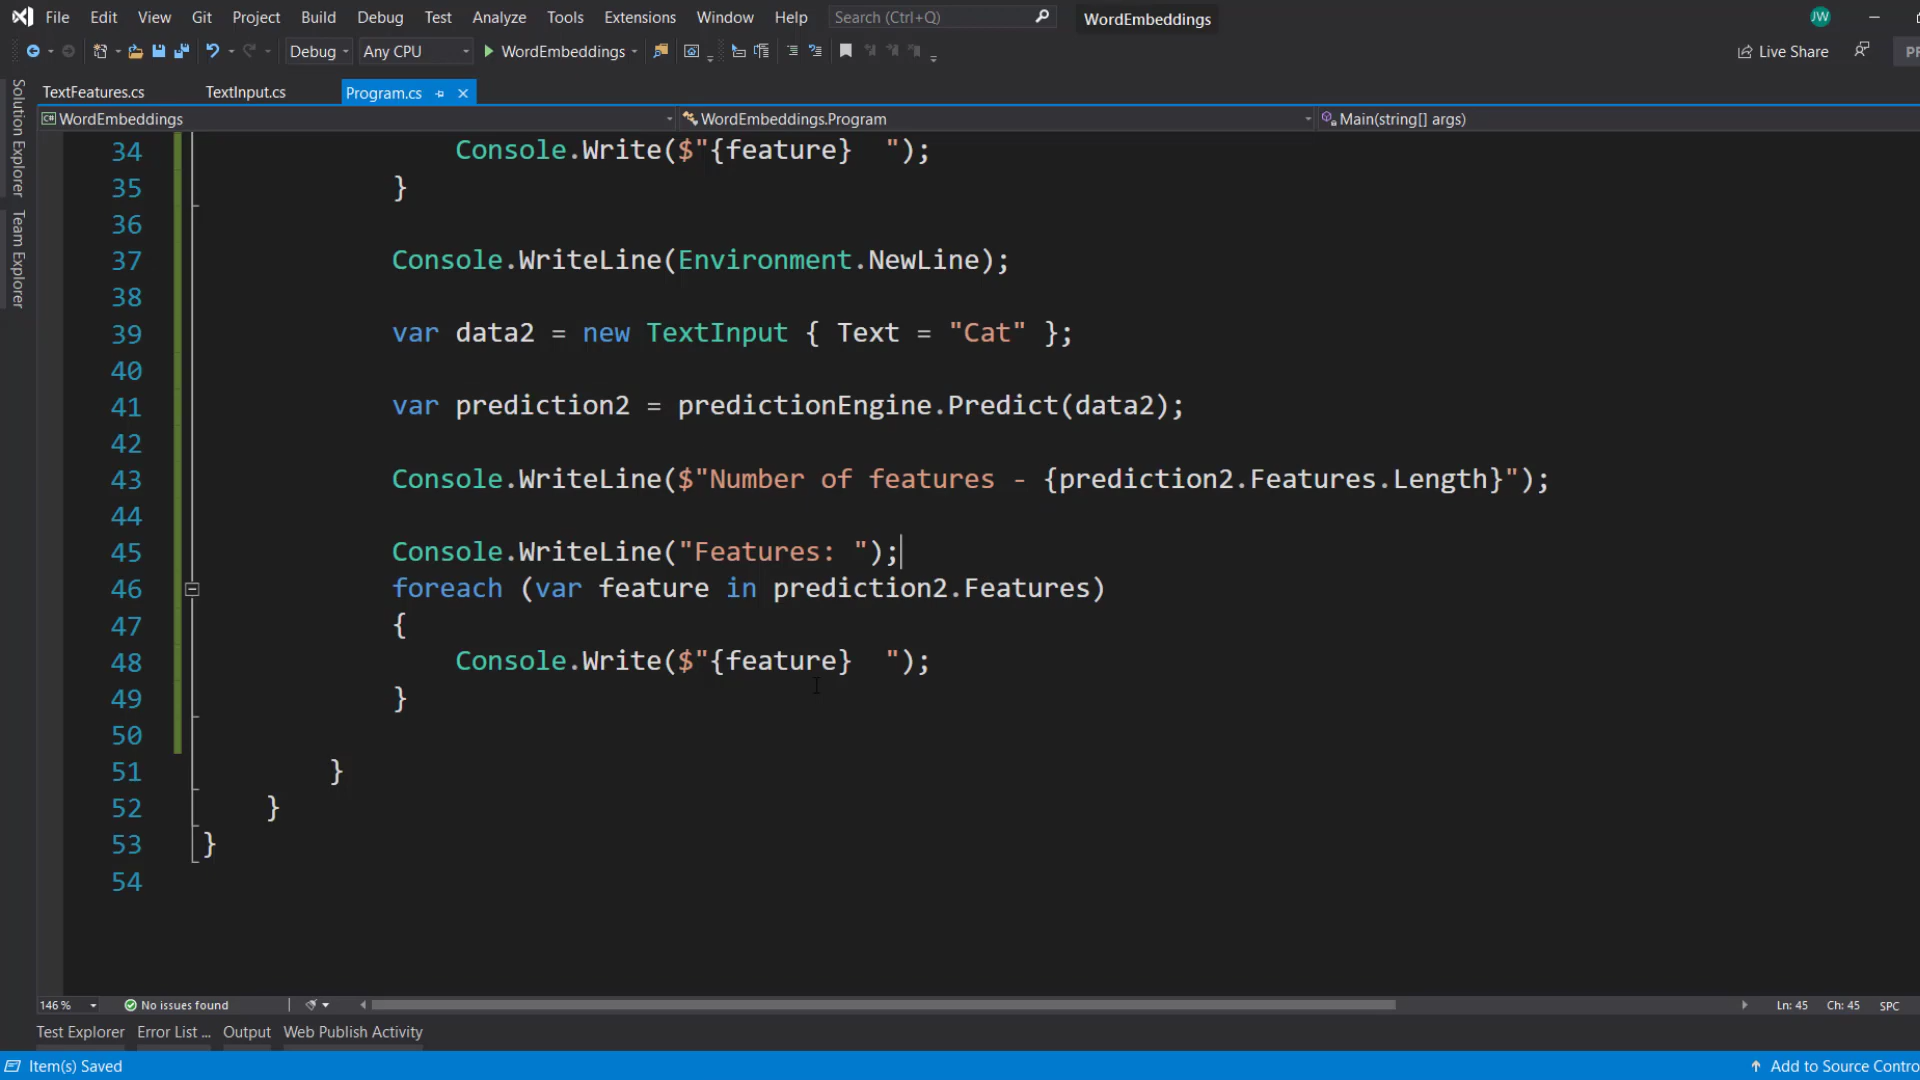 File Edit View Git Project Build Debug Test Analyze Tools Extensions Window Help Search (Ctrl+Q) WordEmbeddings JW
Debug Any CPU WordEmbeddings Live Share
Solution Explorer
Team Explorer
TextFeatures.cs TextInput.cs Program.cs
C# WordEmbeddings WordEmbeddings.Program Main(string[] args)
34 Console.Write($"{feature}  ");
35 }
36
37 Console.WriteLine(Environment.NewLine);
38
39 var data2 = new TextInput { Text = "Cat" };
40
41 var prediction2 = predictionEngine.Predict(data2);
42
43 Console.WriteLine($"Number of features - {prediction2.Features.Length}");
44
45 Console.WriteLine("Features: ");
46 foreach (var feature in prediction2.Features)
47 {
48 Console.Write($"{feature}  ");
49 }
50
51 }
52 }
53 }
54
146 % No issues found Ln: 45 Ch: 45 SPC
Test Explorer Error List ... Output Web Publish Activity
Item(s) Saved Add to Source Contro